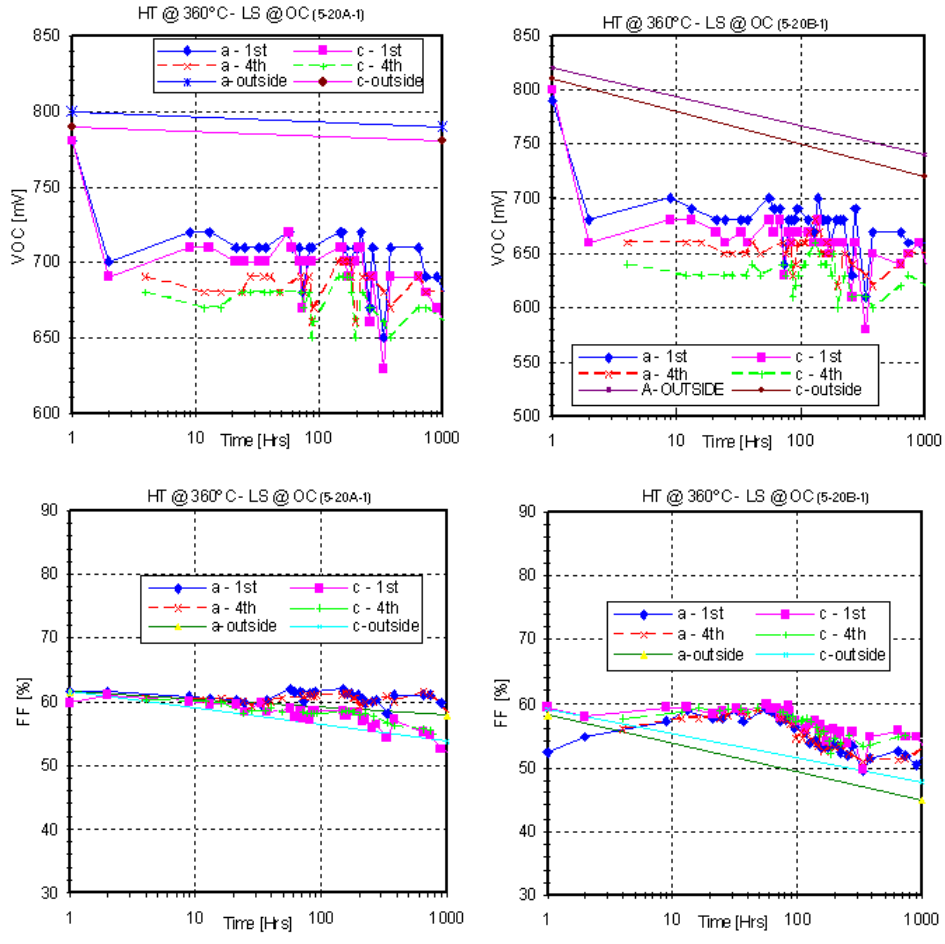 HT @ 360°C - LS @ OC (5-20A-1)
850
800
750
700
650
600
VOC [mV]
a - 1st
c - 1st
a - 4th
c - 4th
a-outside
c-outside
1
10
100
1000
Time [Hrs]
HT @ 360°C - LS @ OC (5-20B-1)
850
800
750
700
650
600
550
500
VOC [mV]
a - 1st
c - 1st
a - 4th
c - 4th
A-OUTSIDE
c-outside
1
10
100
1000
Time [Hrs]
HT @ 360°C - LS @ OC (5-20A-1)
90
80
70
60
50
40
30
FF [%]
a - 1st
c - 1st
a - 4th
c - 4th
a-outside
c-outside
1
10
100
1000
Time [Hrs]
HT @ 360°C - LS @ OC (5-20B-1)
90
80
70
60
50
40
30
FF [%]
a - 1st
c - 1st
a - 4th
c - 4th
a-outside
c-outside
1
10
100
1000
Time [Hrs]